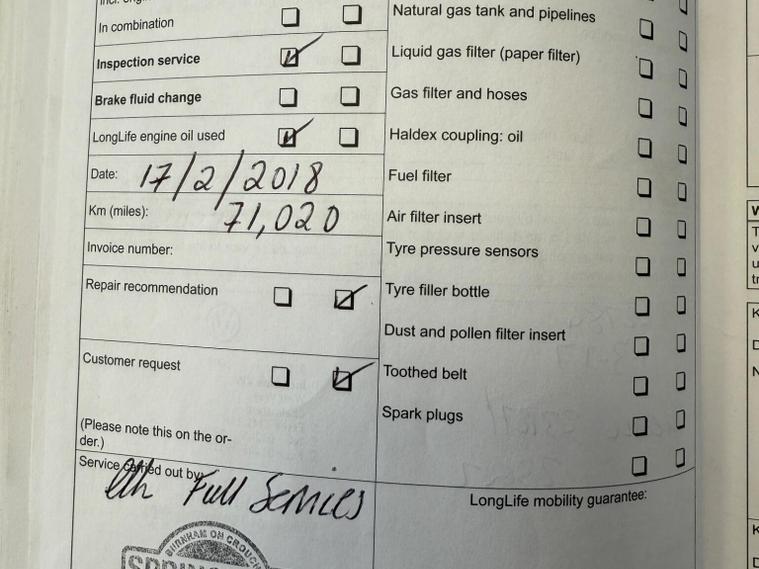 In combination
Inspection service
Brake fluid change
LongLife engine oil used
Date: 17/2/2018
Km (miles): 71,020
Invoice number:
Repair recommendation
Customer request
(Please note this on the or-
der.)
Service carried out by:
Full Services
BURNHAM ON CROUCH
Natural gas tank and pipelines
Liquid gas filter (paper filter)
Gas filter and hoses
Haldex coupling: oil
Fuel filter
Air filter insert
Tyre pressure sensors
Tyre filler bottle
Dust and pollen filter insert
Toothed belt
Spark plugs
LongLife mobility guarantee: